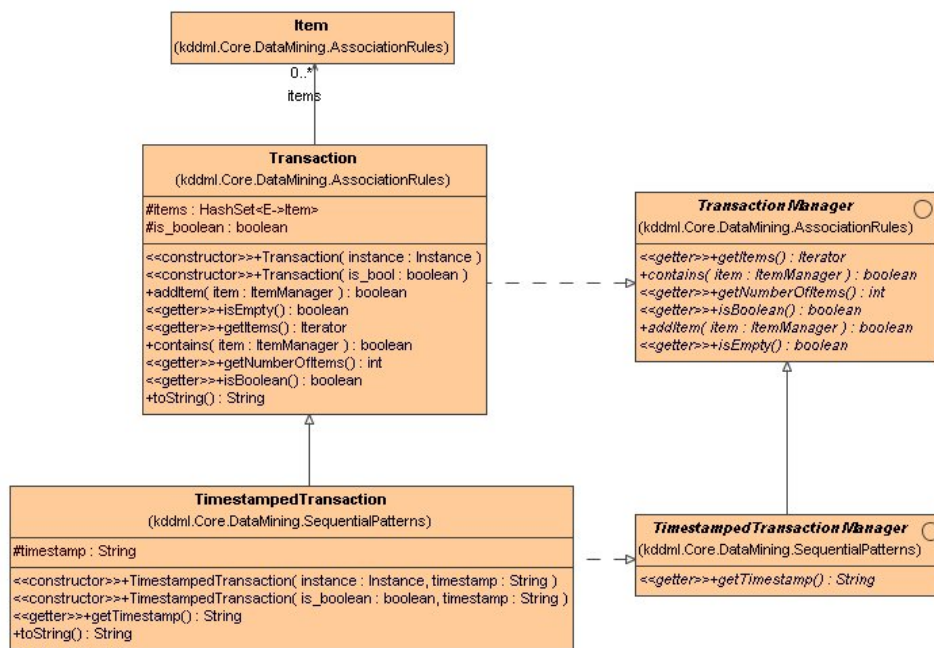 Item
(kddml.Core.DataMining.AssociationRules)
0..*
items
Transaction
(kddml.Core.DataMining.AssociationRules)
#items : HashSet<E->Item>
#is_boolean : boolean
<<constructor>>+Transaction( instance : Instance )
<<constructor>>+Transaction( is_bool : boolean )
+addItem( item : ItemManager ) : boolean
<<getter>>+isEmpty() : boolean
<<getter>>+getItems() : Iterator
+contains( item : ItemManager ) : boolean
<<getter>>+getNumberOfItems() : int
<<getter>>+isBoolean() : boolean
+toString() : String
TransactionManager
(kddml.Core.DataMining.AssociationRules)
<<getter>>+getItems() : Iterator
+contains( item : ItemManager ) : boolean
<<getter>>+getNumberOfItems() : int
<<getter>>+isBoolean() : boolean
+addItem( item : ItemManager ) : boolean
<<getter>>+isEmpty() : boolean
TimestampedTransaction
(kddml.Core.DataMining.SequentialPatterns)
#timestamp : String
<<constructor>>+TimestampedTransaction( instance : Instance, timestamp : String )
<<constructor>>+TimestampedTransaction( is_boolean : boolean, timestamp : String )
<<getter>>+getTimestamp() : String
+toString() : String
TimestampedTransactionManager
(kddml.Core.DataMining.SequentialPatterns)
<<getter>>+getTimestamp() : String